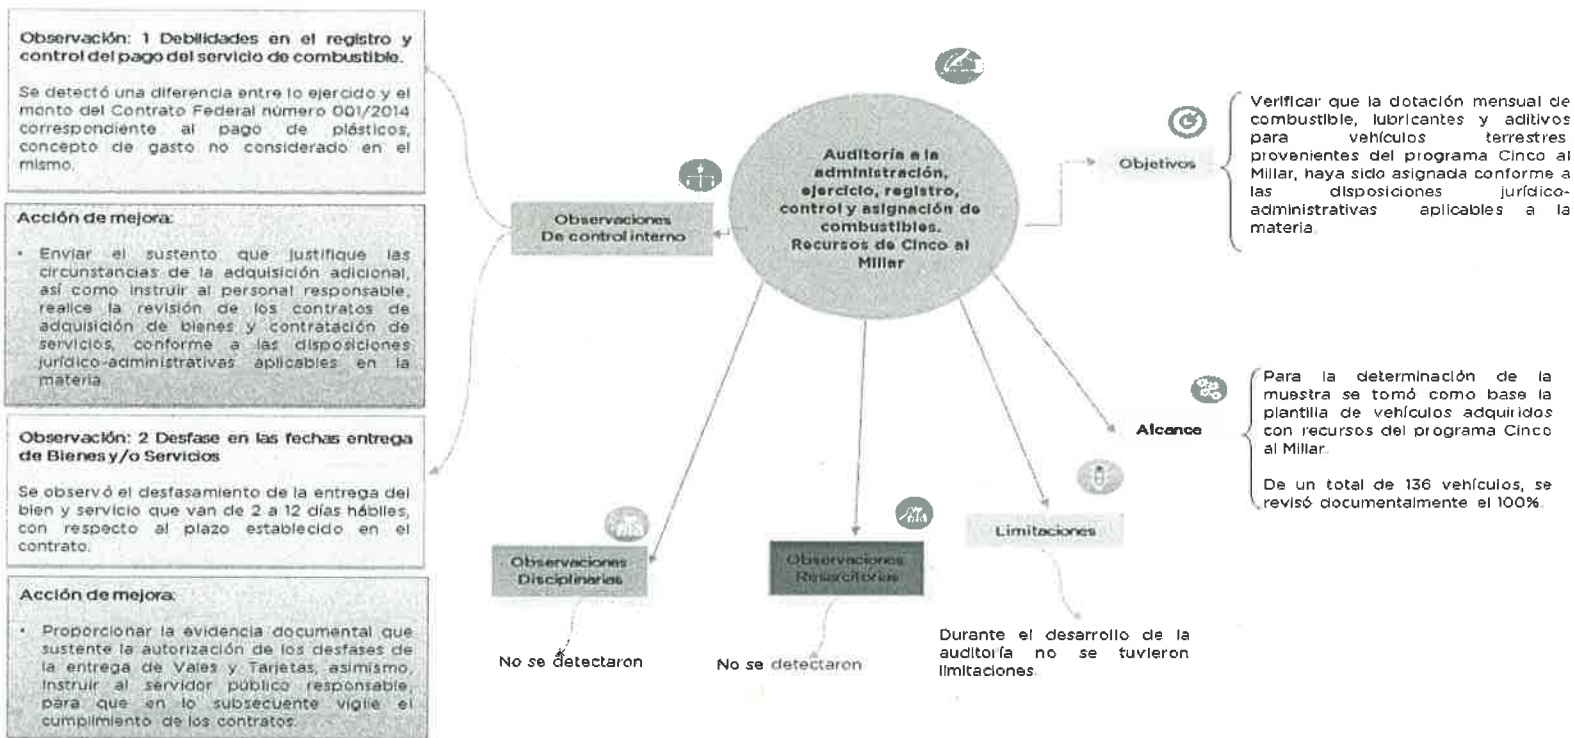 Observación: 1 Debilidades en el registro y
control del pago del servicio de combustible.
Se detectó una diferencia entre lo ejercido y el
monto del Contrato Federal número 001/2014
correspondiente al pago de plásticos,
concepto de gasto no considerado en el
mismo.
Acción de mejora:
• Enviar el sustento que justifique las
circunstancias de la adquisición adicional,
así como instruir al personal responsable,
realice la revisión de los contratos de
adquisición de bienes y contratación de
servicios, conforme a las disposiciones
jurídico-administrativas aplicables en la
materia
Observación: 2 Desfase en las fechas entrega
de Bienes y/o Servicios
Se observó el desfasamiento de la entrega del
bien y servicio que van de 2 a 12 días hábiles,
con respecto al plazo establecido en el
contrato.
Acción de mejora:
• Proporcionar la evidencia documental que
sustente la autorización de los desfases de
la entrega de Vales y Tarjetas, asimismo,
instruir al servidor público responsable,
para que en lo subsecuente vigile el
cumplimiento de los contratos.
Observaciones
De control interno
Auditoría a la
administración,
ejercicio, registro,
control y asignación de
combustibles.
Recursos de Cinco al
Millar
Objetivos
Verificar que la dotación mensual de
combustible, lubricantes y aditivos
para vehículos terrestres
provenientes del programa Cinco al
Millar, haya sido asignada conforme a
las disposiciones jurídico-
administrativas aplicables a la
materia.
Alcance
Para la determinación de la
muestra se tomó como base la
plantilla de vehículos adquiridos
con recursos del programa Cinco
al Millar.
De un total de 136 vehículos, se
revisó documentalmente el 100%.
Limitaciones
Durante el desarrollo de la
auditoría no se tuvieron
limitaciones.
Observaciones
Resarcitorias
No se detectaron
Observaciones
Disciplinarias
No se detectaron